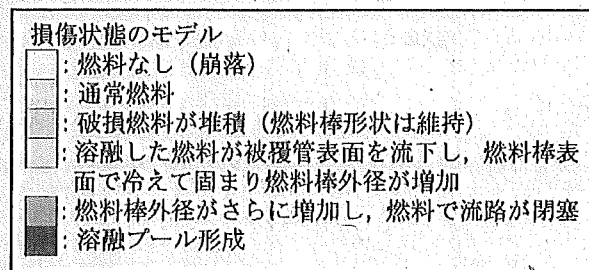 損傷状態のモデル
：燃料なし（崩落）
：通常燃料
：破損燃料が堆積（燃料棒形状は維持）
：溶融した燃料が被覆管表面を流下し，燃料棒表
面で冷えて固まり燃料棒外径が増加
：燃料棒外径がさらに増加し，燃料で流路が閉塞
：溶融プール形成